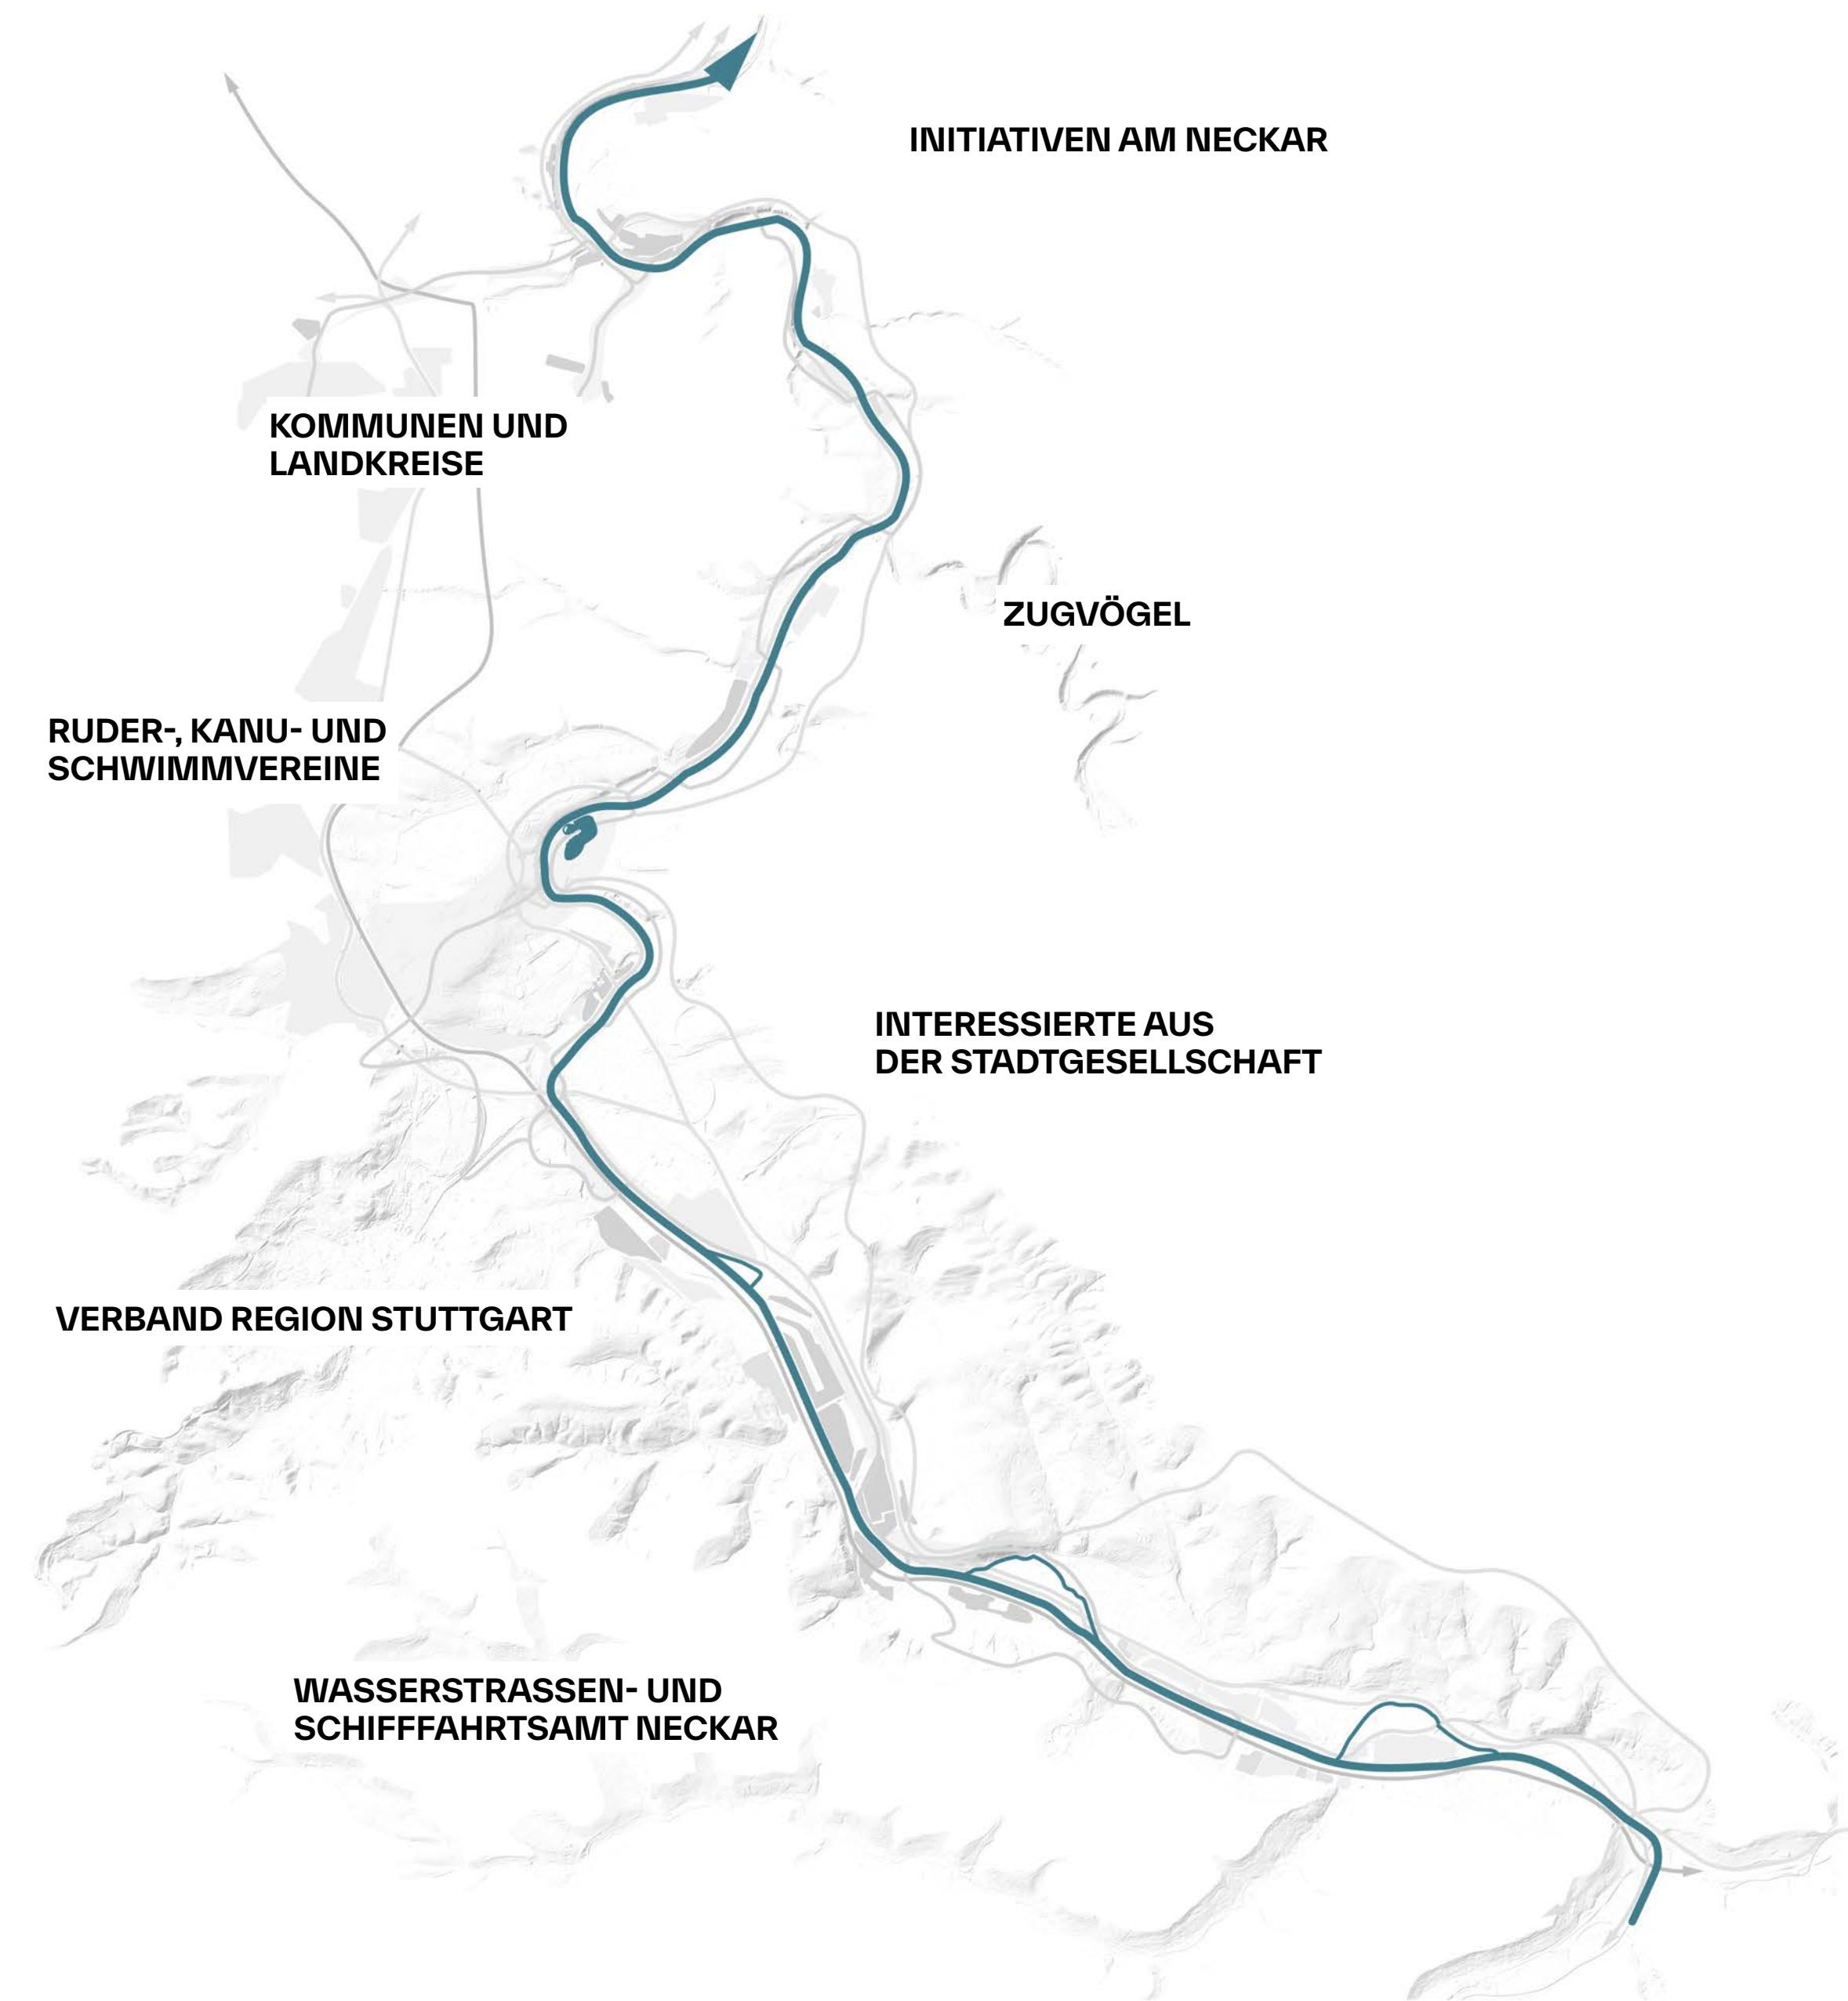 INITIATIVEN AM NECKAR
KOMMUNEN UND
LANDKREISE
ZUGVÖGEL
RUDER-, KANU- UND
SCHWIMMVEREINE
INTERESSIERTE AUS
DER STADTGESELLSCHAFT
VERBAND REGION STUTTGART
WASSERSTRASSEN- UND
SCHIFFFAHRTSAMT NECKAR